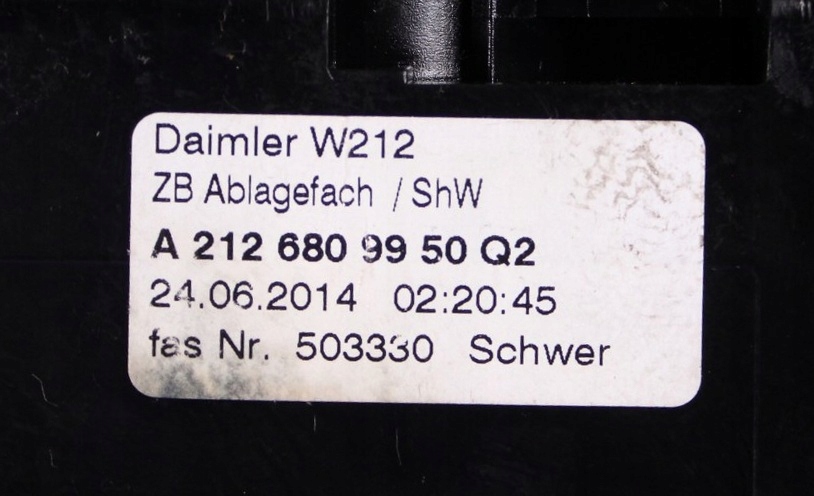 Daimler W212
ZB Ablagefach / ShW
A 212 680 99 50 Q2
24.06.2014 02:20:45
fas Nr. 503330 Schwer